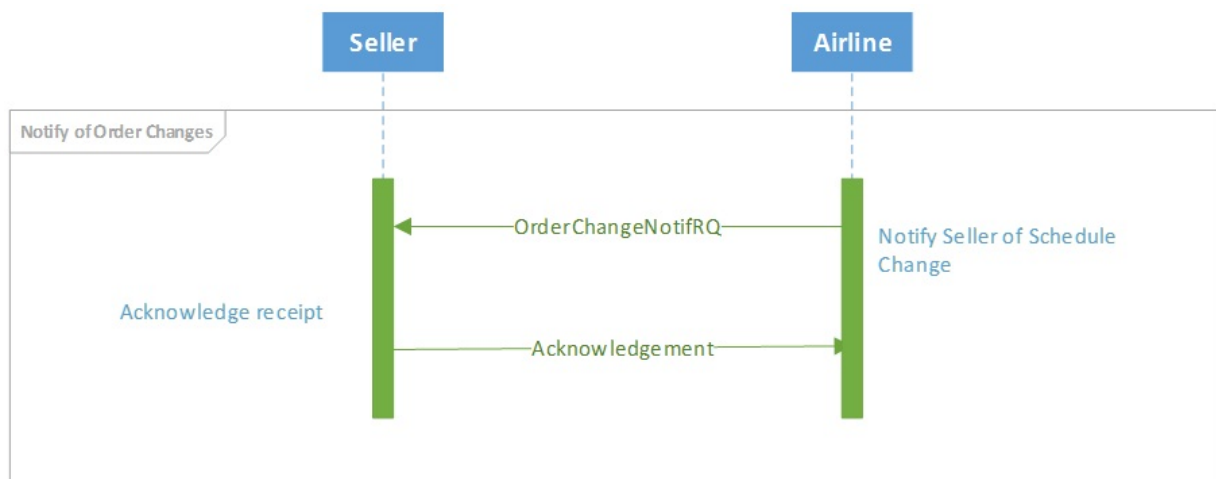 Seller
Airline
Notify of Order Changes
OrderChangeNotifRQ
Notify Seller of Schedule
Change
Acknowledge receipt
Acknowledgement